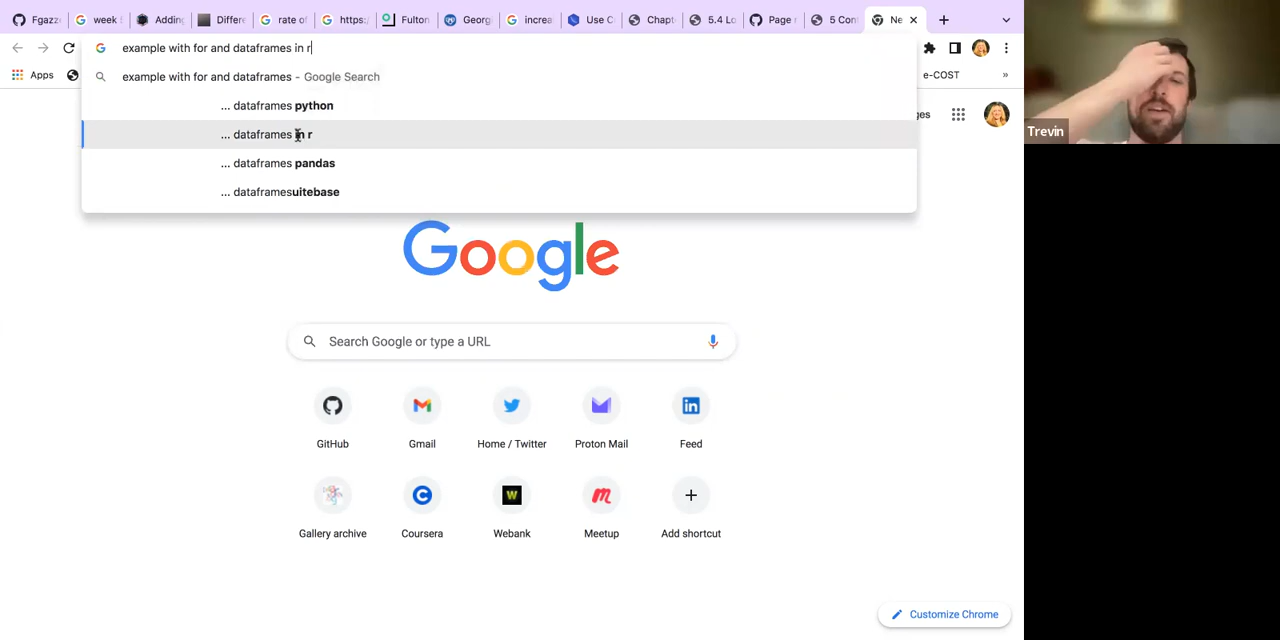 Fgazz
week
Adding
Differe
rate of
https:/
Fulton
Georgi
increa
Use C
Chapt
5.4 Lo
Page n
5 Con
Ne
example with for and dataframes in r
example with for and dataframes - Google Search
... dataframes python
... dataframes in r
... dataframes pandas
... dataframesuitebase
Apps
e-COST
»
ges
Google
Search Google or type a URL
GitHub
Gmail
Home / Twitter
Proton Mail
Feed
Gallery archive
Coursera
Webank
Meetup
Add shortcut
Customize Chrome
Trevin